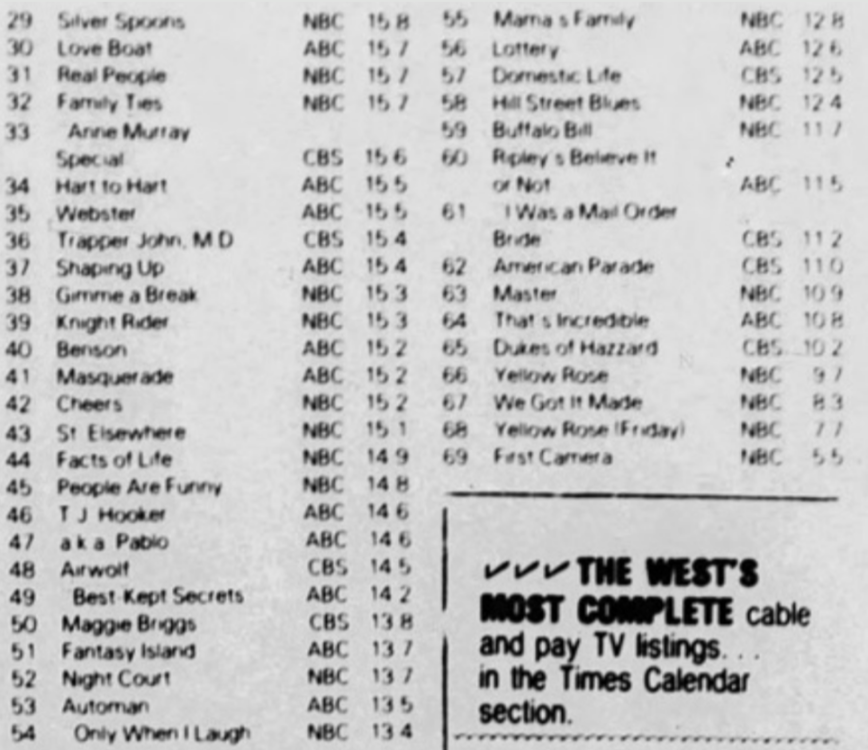 29 Silver Spoons NBC 15 8
30 Love Boat ABC 15 7
31 Real People NBC 15 7
32 Family Ties NBC 15 7
33 Anne Murray
Special CBS 15 6
34 Hart to Hart ABC 15 5
35 Webster ABC 15 5
36 Trapper John, M D CBS 15 4
37 Shaping Up ABC 15 4
38 Gimme a Break NBC 15 3
39 Knight Rider NBC 15 3
40 Benson ABC 15 2
41 Masquerade ABC 15 2
42 Cheers NBC 15 2
43 St Elsewhere NBC 15 1
44 Facts of Life NBC 14 9
45 People Are Funny NBC 14 8
46 T J Hooker ABC 14 6
47 a k a Pablo ABC 14 6
48 Airwolf CBS 14 5
49 Best-Kept Secrets ABC 14 2
50 Maggie Briggs CBS 13 8
51 Fantasy Island ABC 13 7
52 Night Court NBC 13 7
53 Automan ABC 13 5
54 Only When I Laugh NBC 13 4
55 Mama s Family NBC 12 8
56 Lottery ABC 12 6
57 Domestic Life CBS 12 5
58 Hill Street Blues NBC 12 4
59 Buffalo Bill NBC 11 7
60 Ripley s Believe It
or Not ABC 11 5
61 I Was a Mail Order
Bride CBS 11 2
62 American Parade CBS 11 0
63 Master NBC 10 9
64 That s Incredible ABC 10 8
65 Dukes of Hazzard CBS 10 2
66 Yellow Rose NBC 9 7
67 We Got It Made NBC 8 3
68 Yellow Rose (Friday) NBC 7 7
69 First Camera NBC 5 5
✓✓✓ THE WEST'S
MOST COMPLETE cable
and pay TV listings. . .
in the Times Calendar
section.